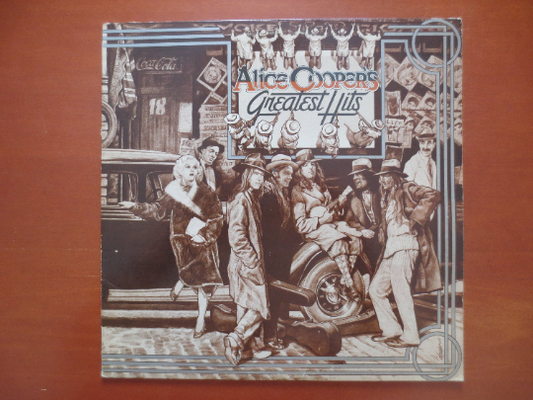 Coca-Cola
Alice Cooper's
Greatest Hits
18